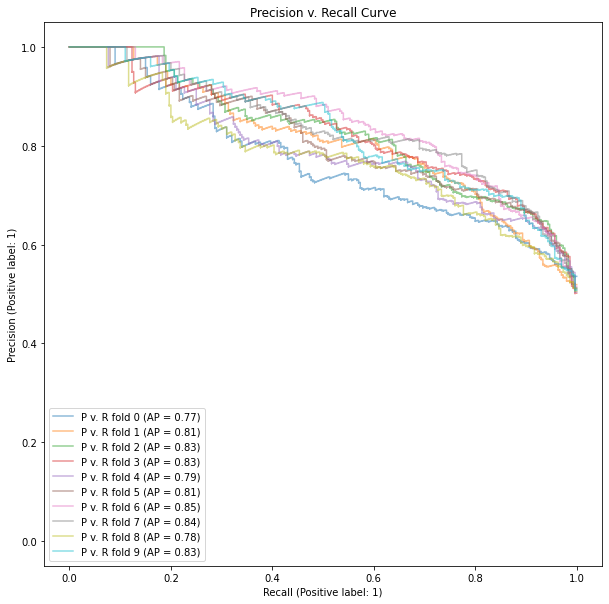 Precision v. Recall Curve
Precision (Positive label: 1)
1.0
0.8
0.6
0.4
0.2
0.0
P v. R fold 0 (AP = 0.77)
P v. R fold 1 (AP = 0.81)
P v. R fold 2 (AP = 0.83)
P v. R fold 3 (AP = 0.83)
P v. R fold 4 (AP = 0.79)
P v. R fold 5 (AP = 0.81)
P v. R fold 6 (AP = 0.85)
P v. R fold 7 (AP = 0.84)
P v. R fold 8 (AP = 0.78)
P v. R fold 9 (AP = 0.83)
0.0 0.2 0.4 0.6 0.8 1.0
Recall (Positive label: 1)